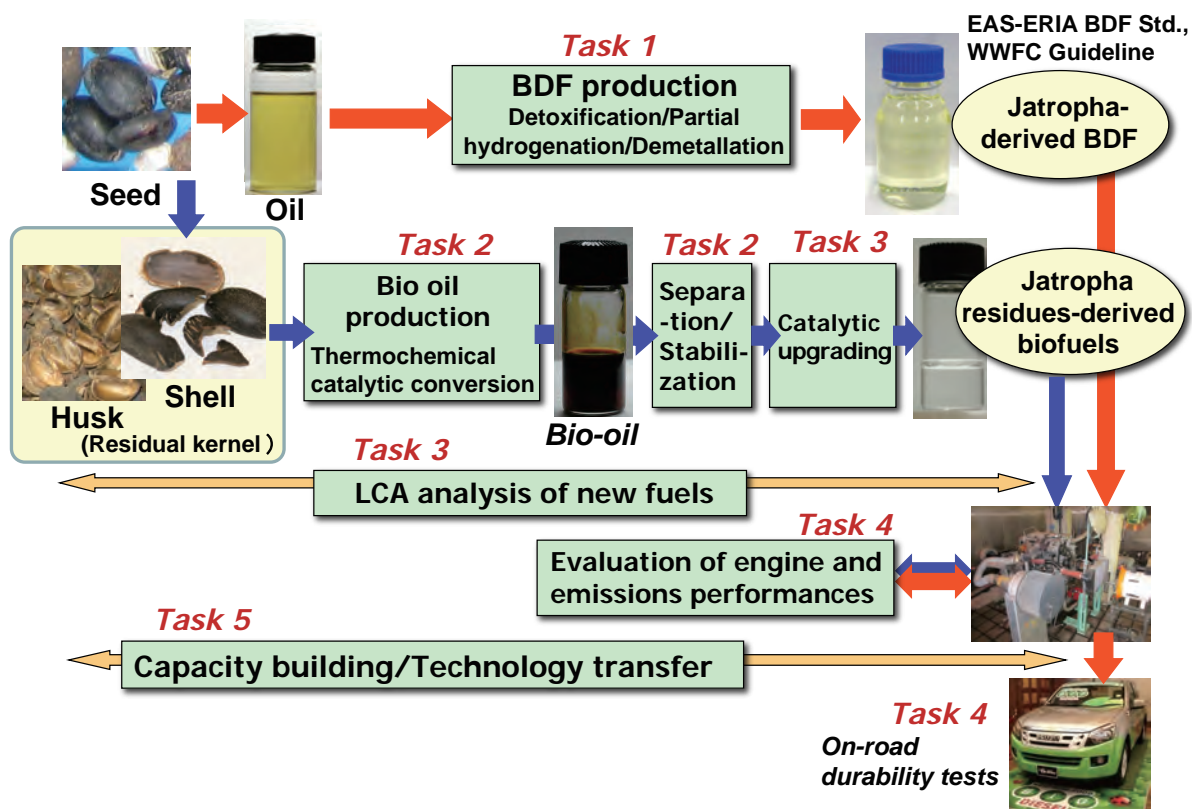 Task 1
EAS-ERIA BDF Std.,
WWFC Guideline
BDF production
Detoxification/Partial
hydrogenation/Demetallation
Jatropha-
derived BDF
Seed
Oil
Task 2
Bio oil
production
Thermochemical
catalytic conversion
Bio-oil
Task 2
Separa
-tion/
Stabili-
zation
Task 3
Catalytic
upgrading
Jatropha
residues-derived
biofuels
Shell
Husk
(Residual kernel)
Task 3
LCA analysis of new fuels
Task 4
Evaluation of engine and
emissions performances
Task 5
Capacity building/Technology transfer
Task 4
On-road
durability tests
DIESEL